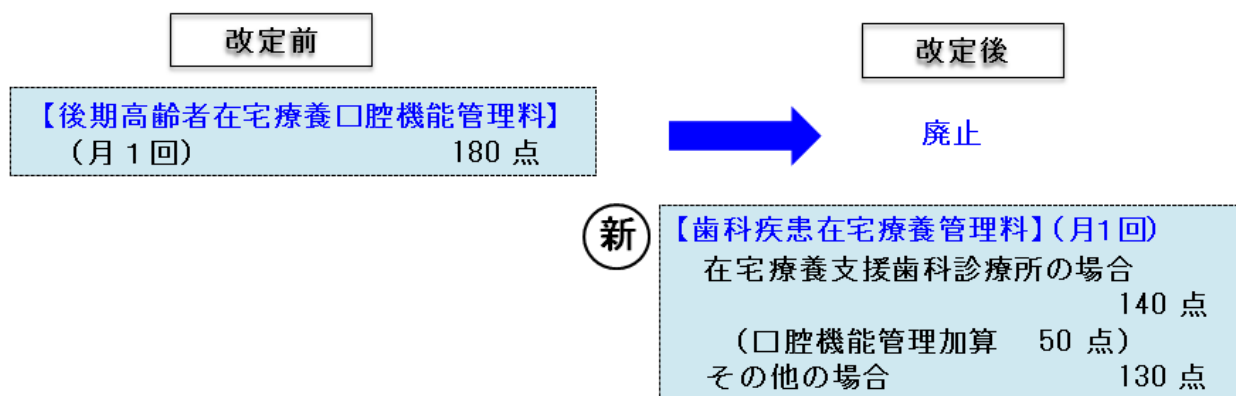 改定前
改定後
【後期高齢者在宅療養口腔機能管理料】
(月1回) 180 点
廃止
新
【歯科疾患在宅療養管理料】(月1回)
在宅療養支援歯科診療所の場合
140 点
(口腔機能管理加算 50 点)
その他の場合 130 点